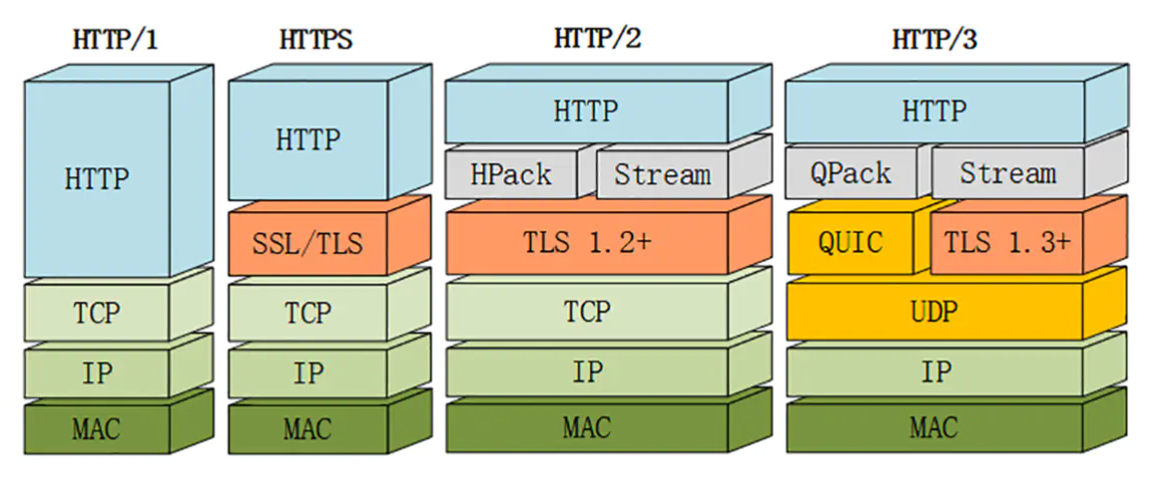 HTTP/1
HTTPS
HTTP/2
HTTP/3
HTTP
TCP
IP
MAC
HTTP
SSL/TLS
TCP
IP
MAC
HTTP
HPack
Stream
TLS 1.2+
TCP
IP
MAC
HTTP
QPack
Stream
QUIC
TLS 1.3+
UDP
IP
MAC